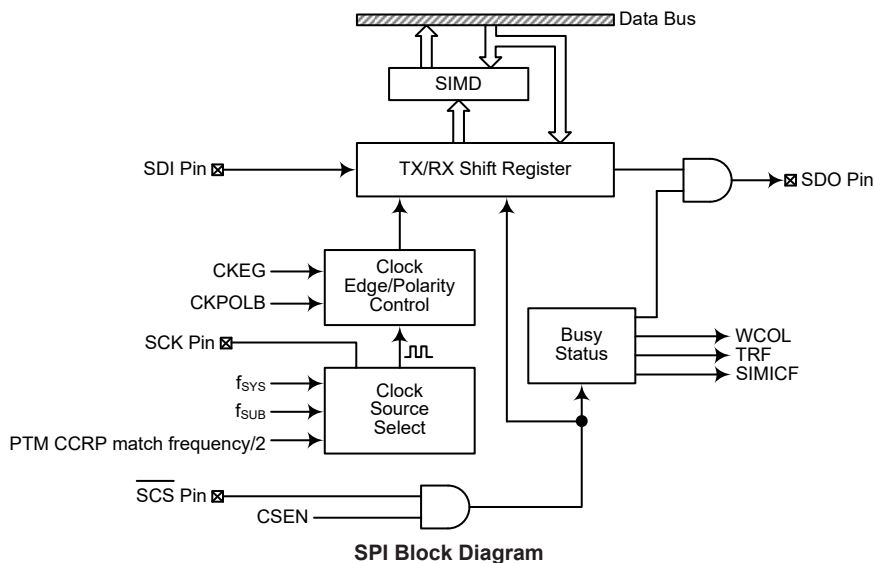 Data Bus
SIMD
SDI Pin
TX/RX Shift Register
SDO Pin
CKEG
CKPOLB
Clock
Edge/Polarity
Control
SCK Pin
Busy
Status
WCOL
TRF
SIMICF
fSYS
fSUB
PTM CCRP match frequency/2
Clock
Source
Select
SCS Pin
CSEN
SPI Block Diagram